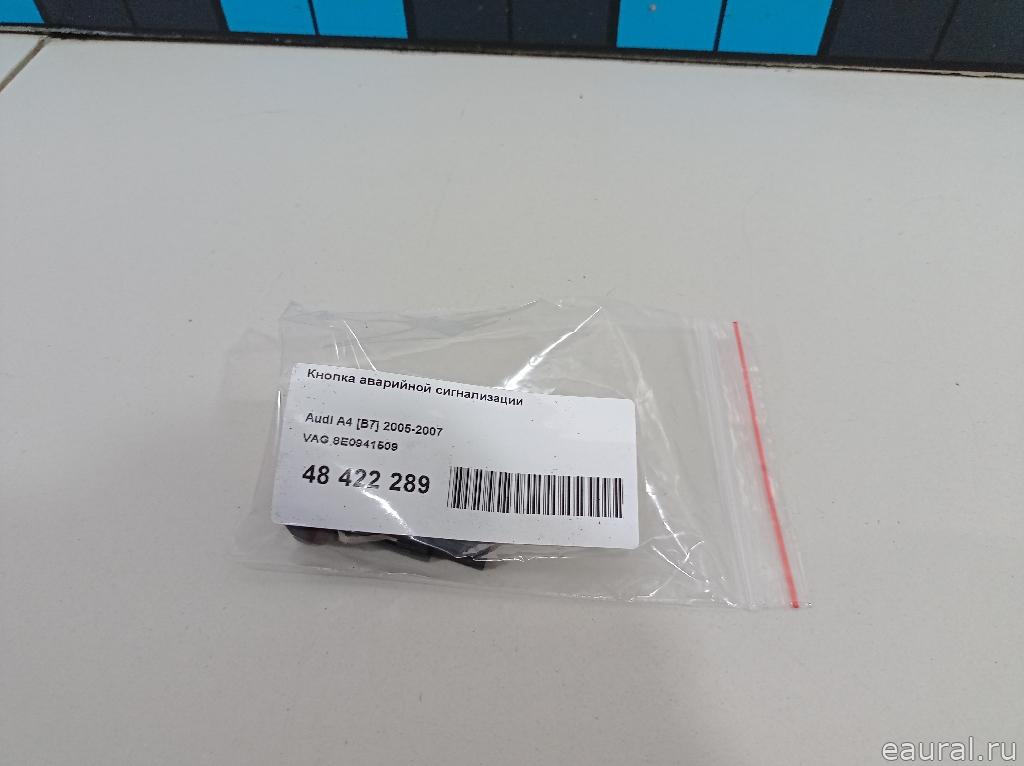 Кнопка аварийной сигнализации
Audi A4 [B7] 2005-2007
VAG 8E0941509
48 422 289
eaural.ru